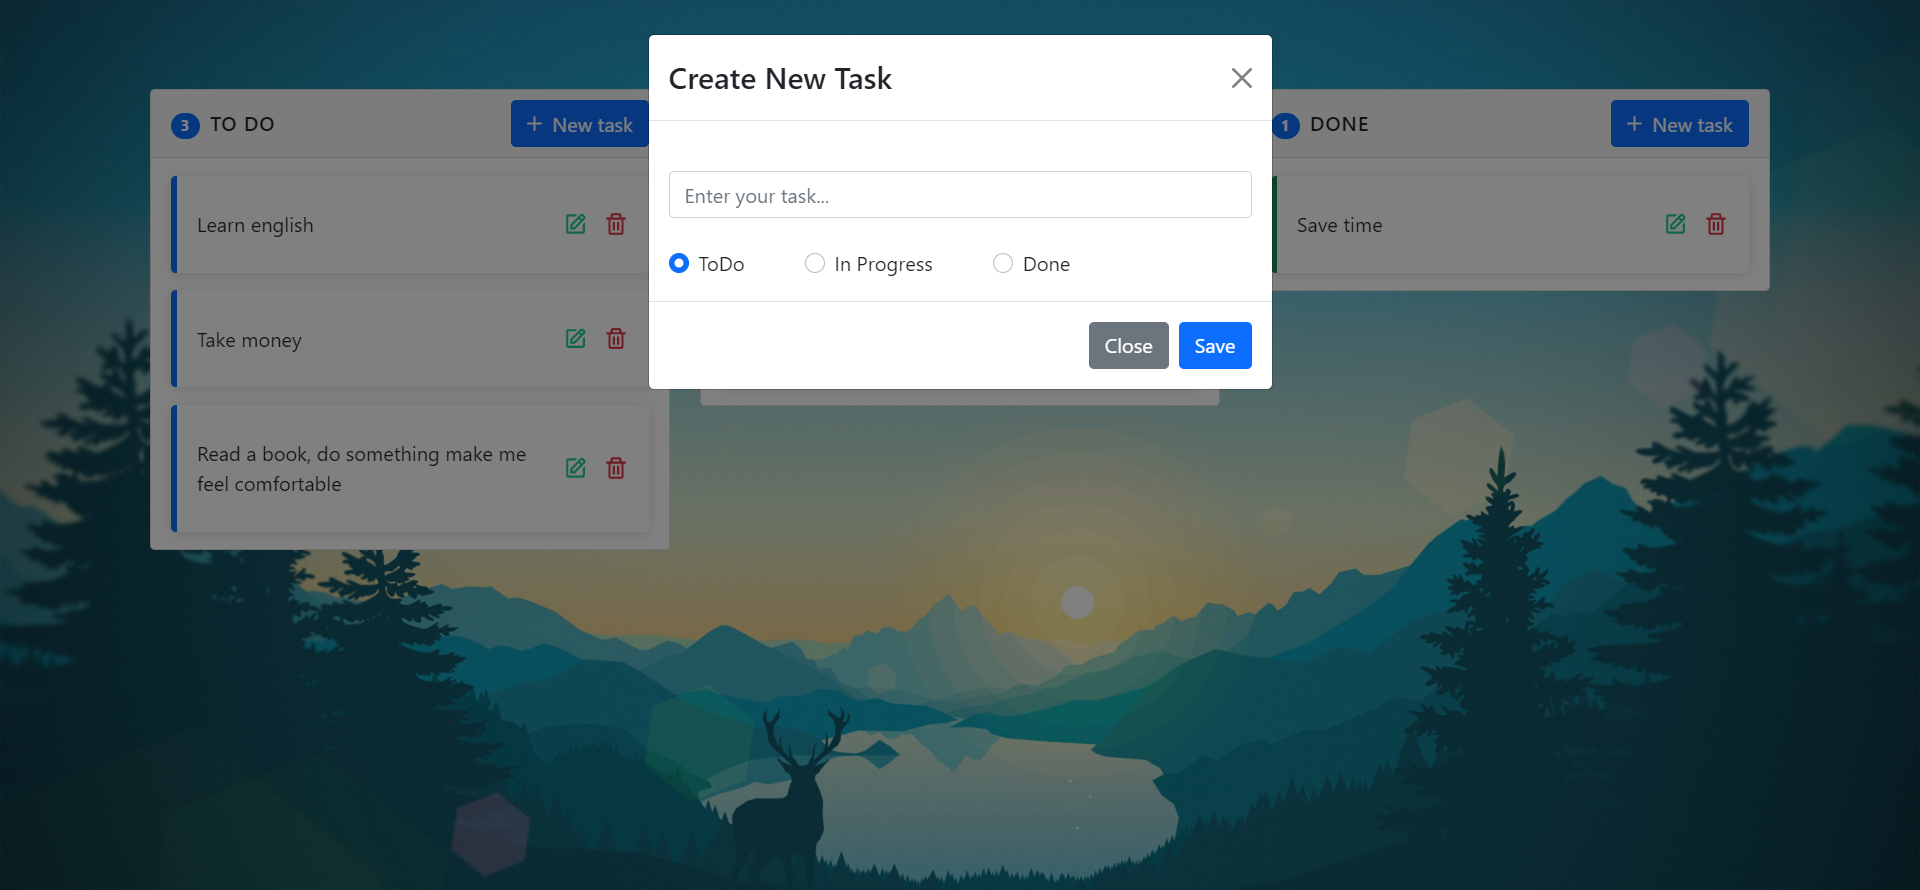 Create New Task
3 TO DO
+ New task
1 DONE
+ New task
Enter your task...
Learn english
Save time
ToDo
In Progress
Done
Take money
Close
Save
Read a book, do something make me
feel comfortable